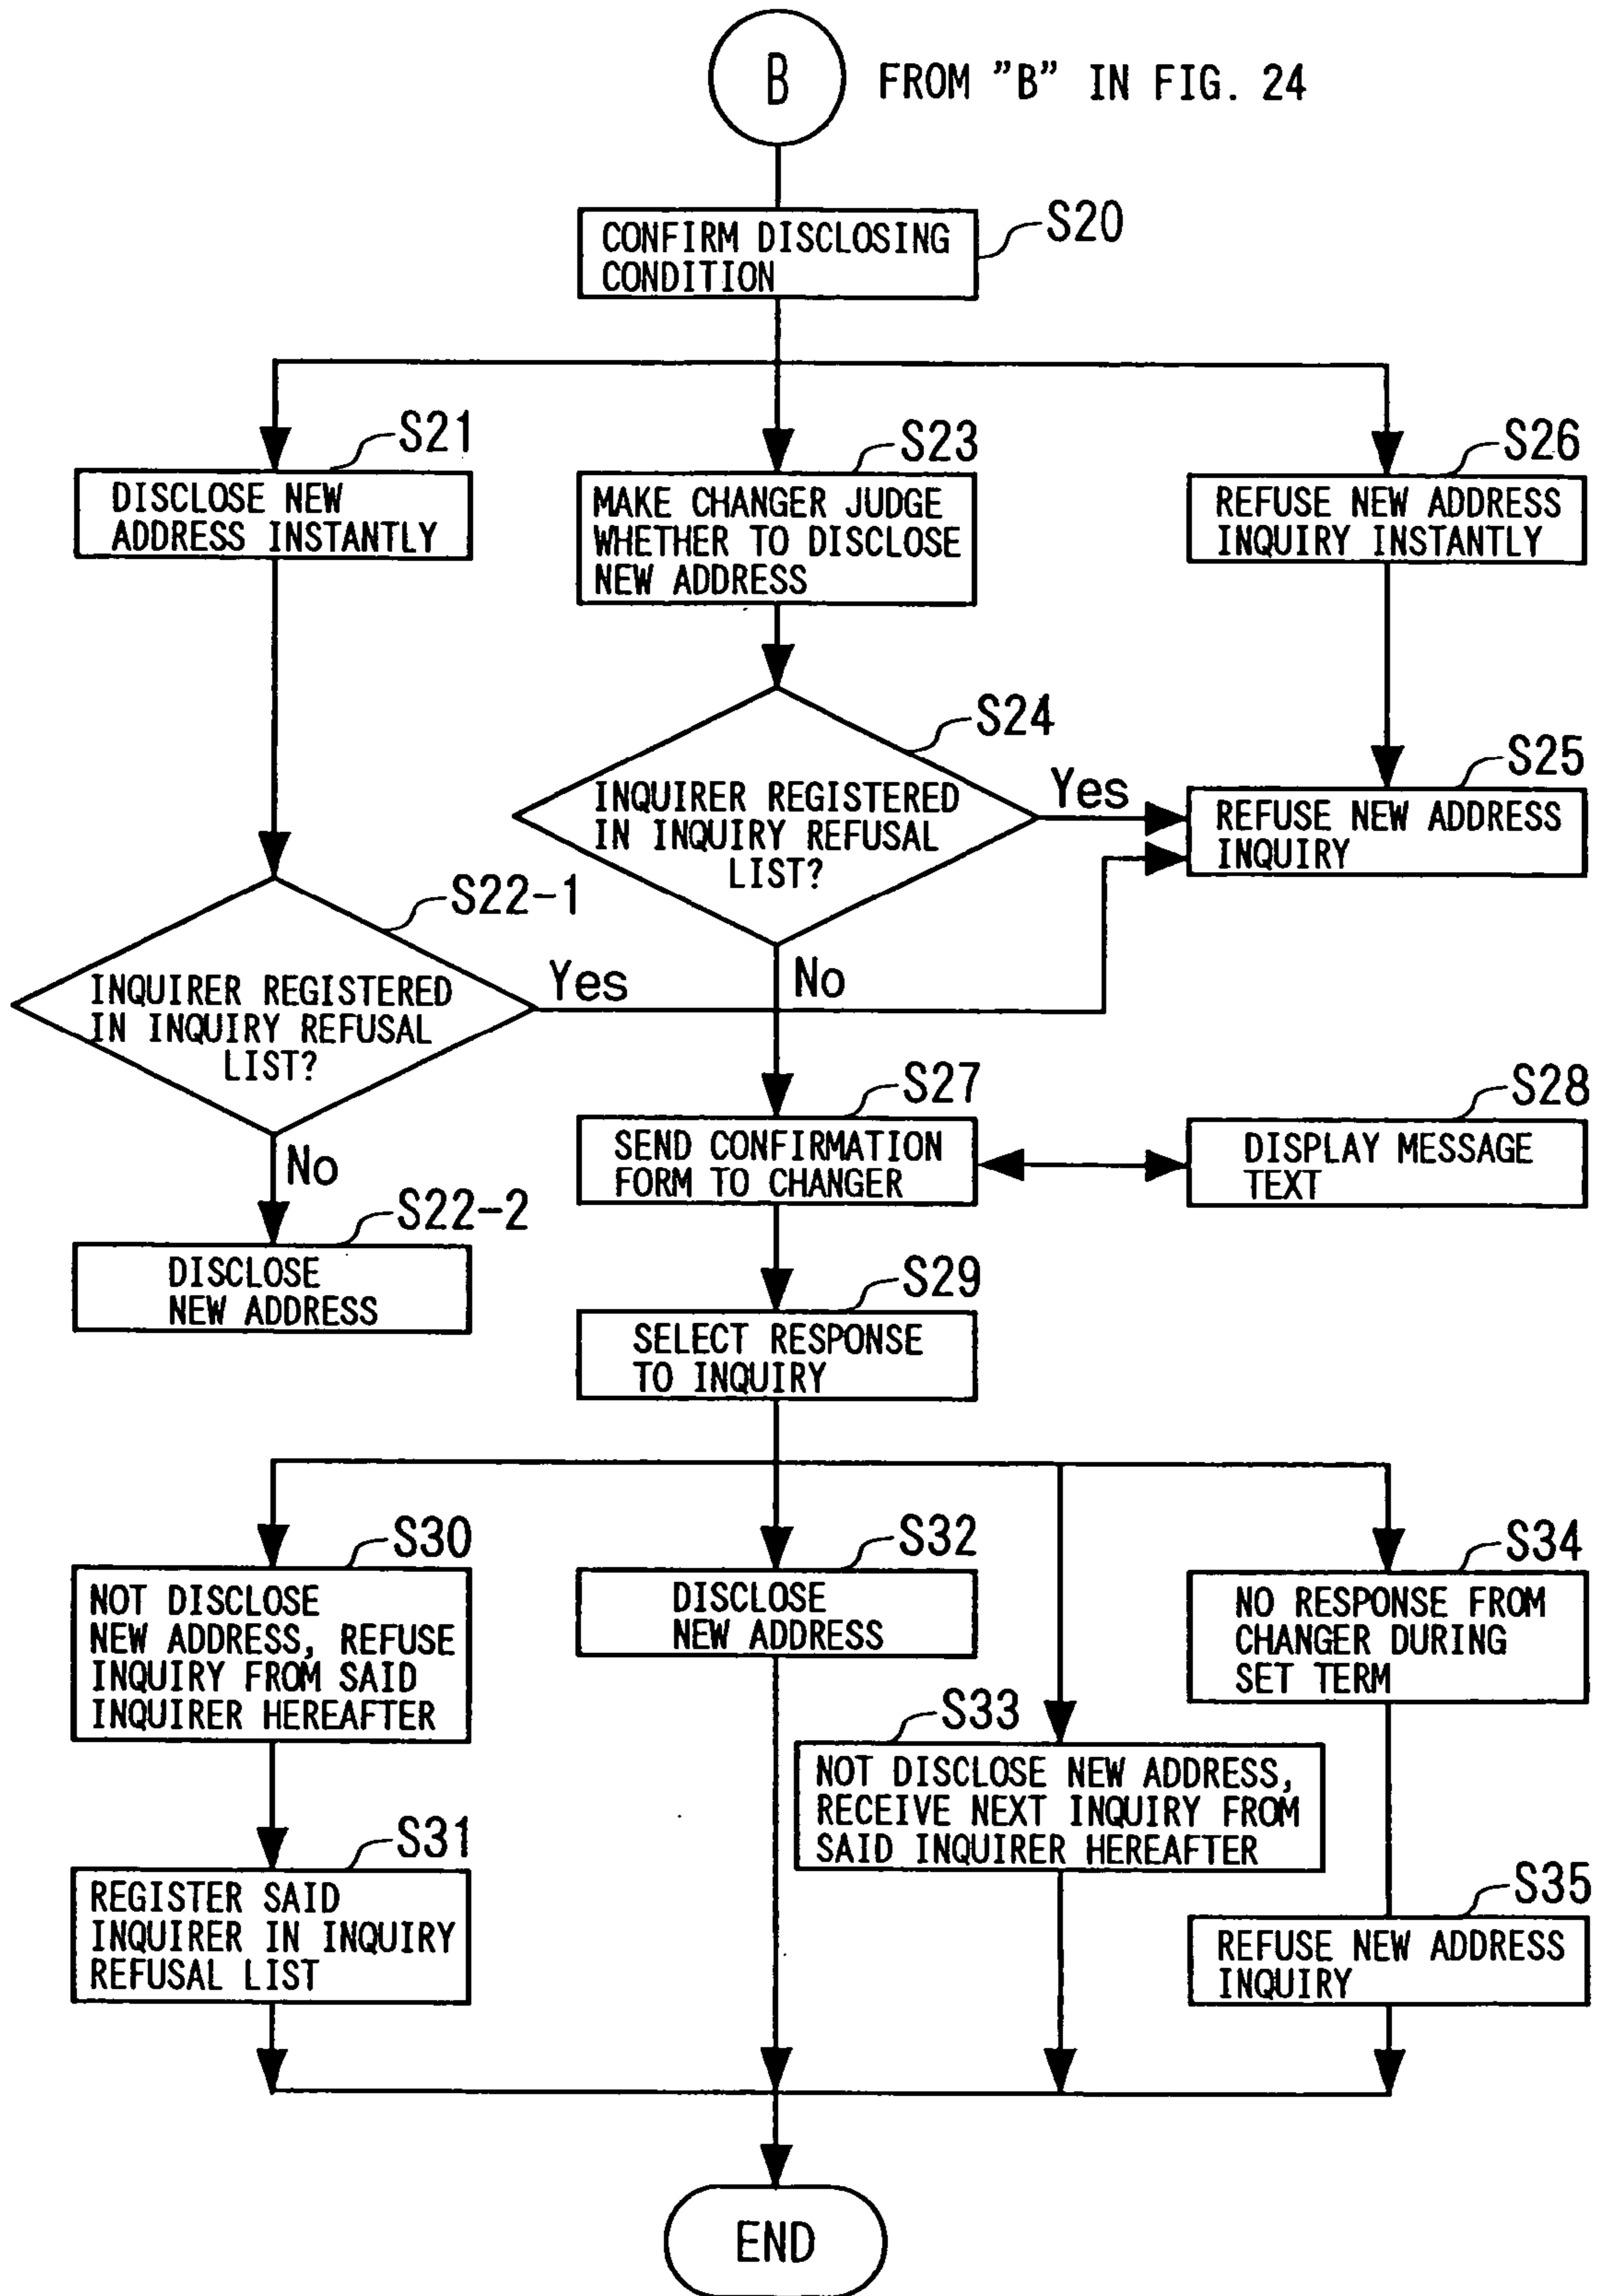 B
FROM "B" IN FIG. 24
S20
CONFIRM DISCLOSING
CONDITION
S21
DISCLOSE NEW
ADDRESS INSTANTLY
S23
MAKE CHANGER JUDGE
WHETHER TO DISCLOSE
NEW ADDRESS
S26
REFUSE NEW ADDRESS
INQUIRY INSTANTLY
S24
INQUIRER REGISTERED
IN INQUIRY REFUSAL
LIST?
Yes
No
S25
REFUSE NEW ADDRESS
INQUIRY
S22-1
INQUIRER REGISTERED
IN INQUIRY REFUSAL
LIST?
Yes
No
S22-2
DISCLOSE
NEW ADDRESS
S27
SEND CONFIRMATION
FORM TO CHANGER
S28
DISPLAY MESSAGE
TEXT
S29
SELECT RESPONSE
TO INQUIRY
S30
NOT DISCLOSE
NEW ADDRESS, REFUSE
INQUIRY FROM SAID
INQUIRER HEREAFTER
S31
REGISTER SAID
INQUIRER IN INQUIRY
REFUSAL LIST
S32
DISCLOSE
NEW ADDRESS
S33
NOT DISCLOSE NEW ADDRESS,
RECEIVE NEXT INQUIRY FROM
SAID INQUIRER HEREAFTER
S34
NO RESPONSE FROM
CHANGER DURING
SET TERM
S35
REFUSE NEW ADDRESS
INQUIRY
END